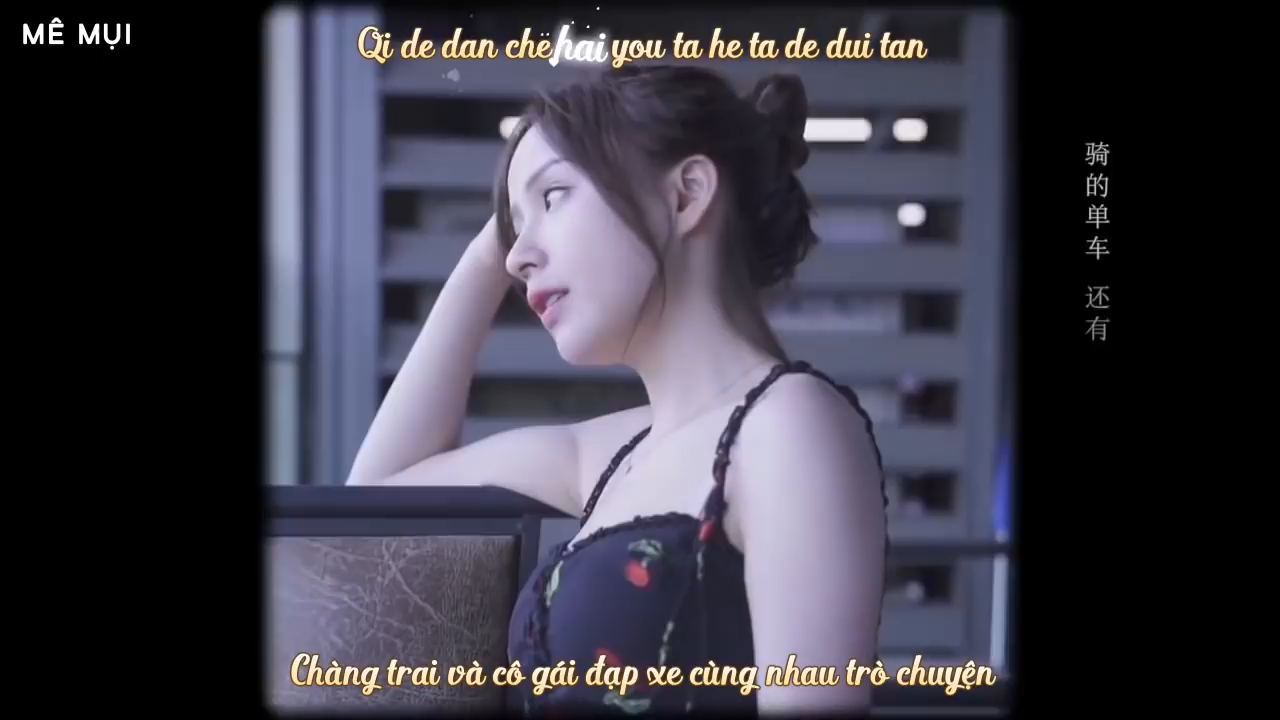 MÊ MỤI
Qi de dan che hai you ta he ta de dui tan
骑的单车 还有
Chàng trai và cô gái đạp xe cùng nhau trò chuyện